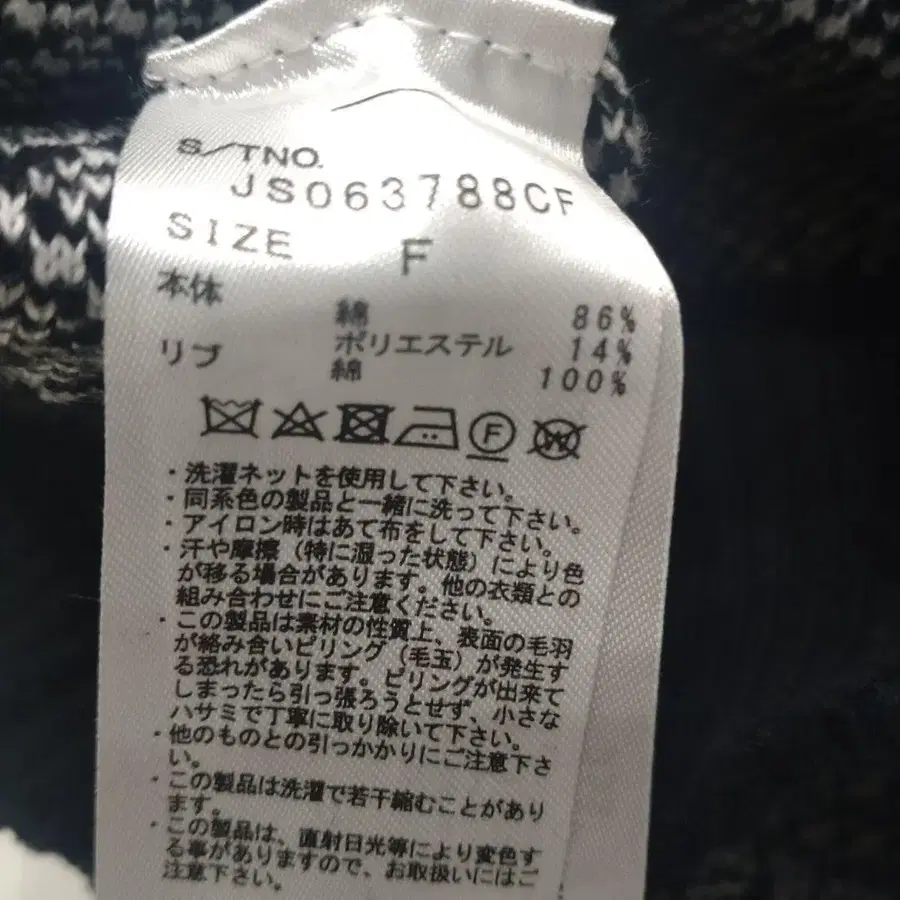 S/TNO.
JS063788CF
SIZE F
本体 綿 86%
ポリエステル 14%
リブ 綿 100%
F W
・洗濯ネットを使用して下さい。
・同系色の製品と一緒に洗って下さい。
・アイロン時はあて布をして下さい。
・汗や摩擦（特に湿った状態）により色
が移る場合があります。他の衣類との
組み合わせにご注意ください。
・この製品は素材の性質上、表面の毛羽
が絡み合いピリング（毛玉）が発生す
る恐れがあります。ピリングが出来て
しまったら引っ張ろうとせず、小さな
ハサミで丁寧に取り除いて下さい。
・他のものとの引っかかりにご注意下さ
い。
・この製品は洗濯で若干縮むことがあり
ます。
・この製品は、直射日光等により変色す
る事がありますので、お取扱いにはご
注意下さい。